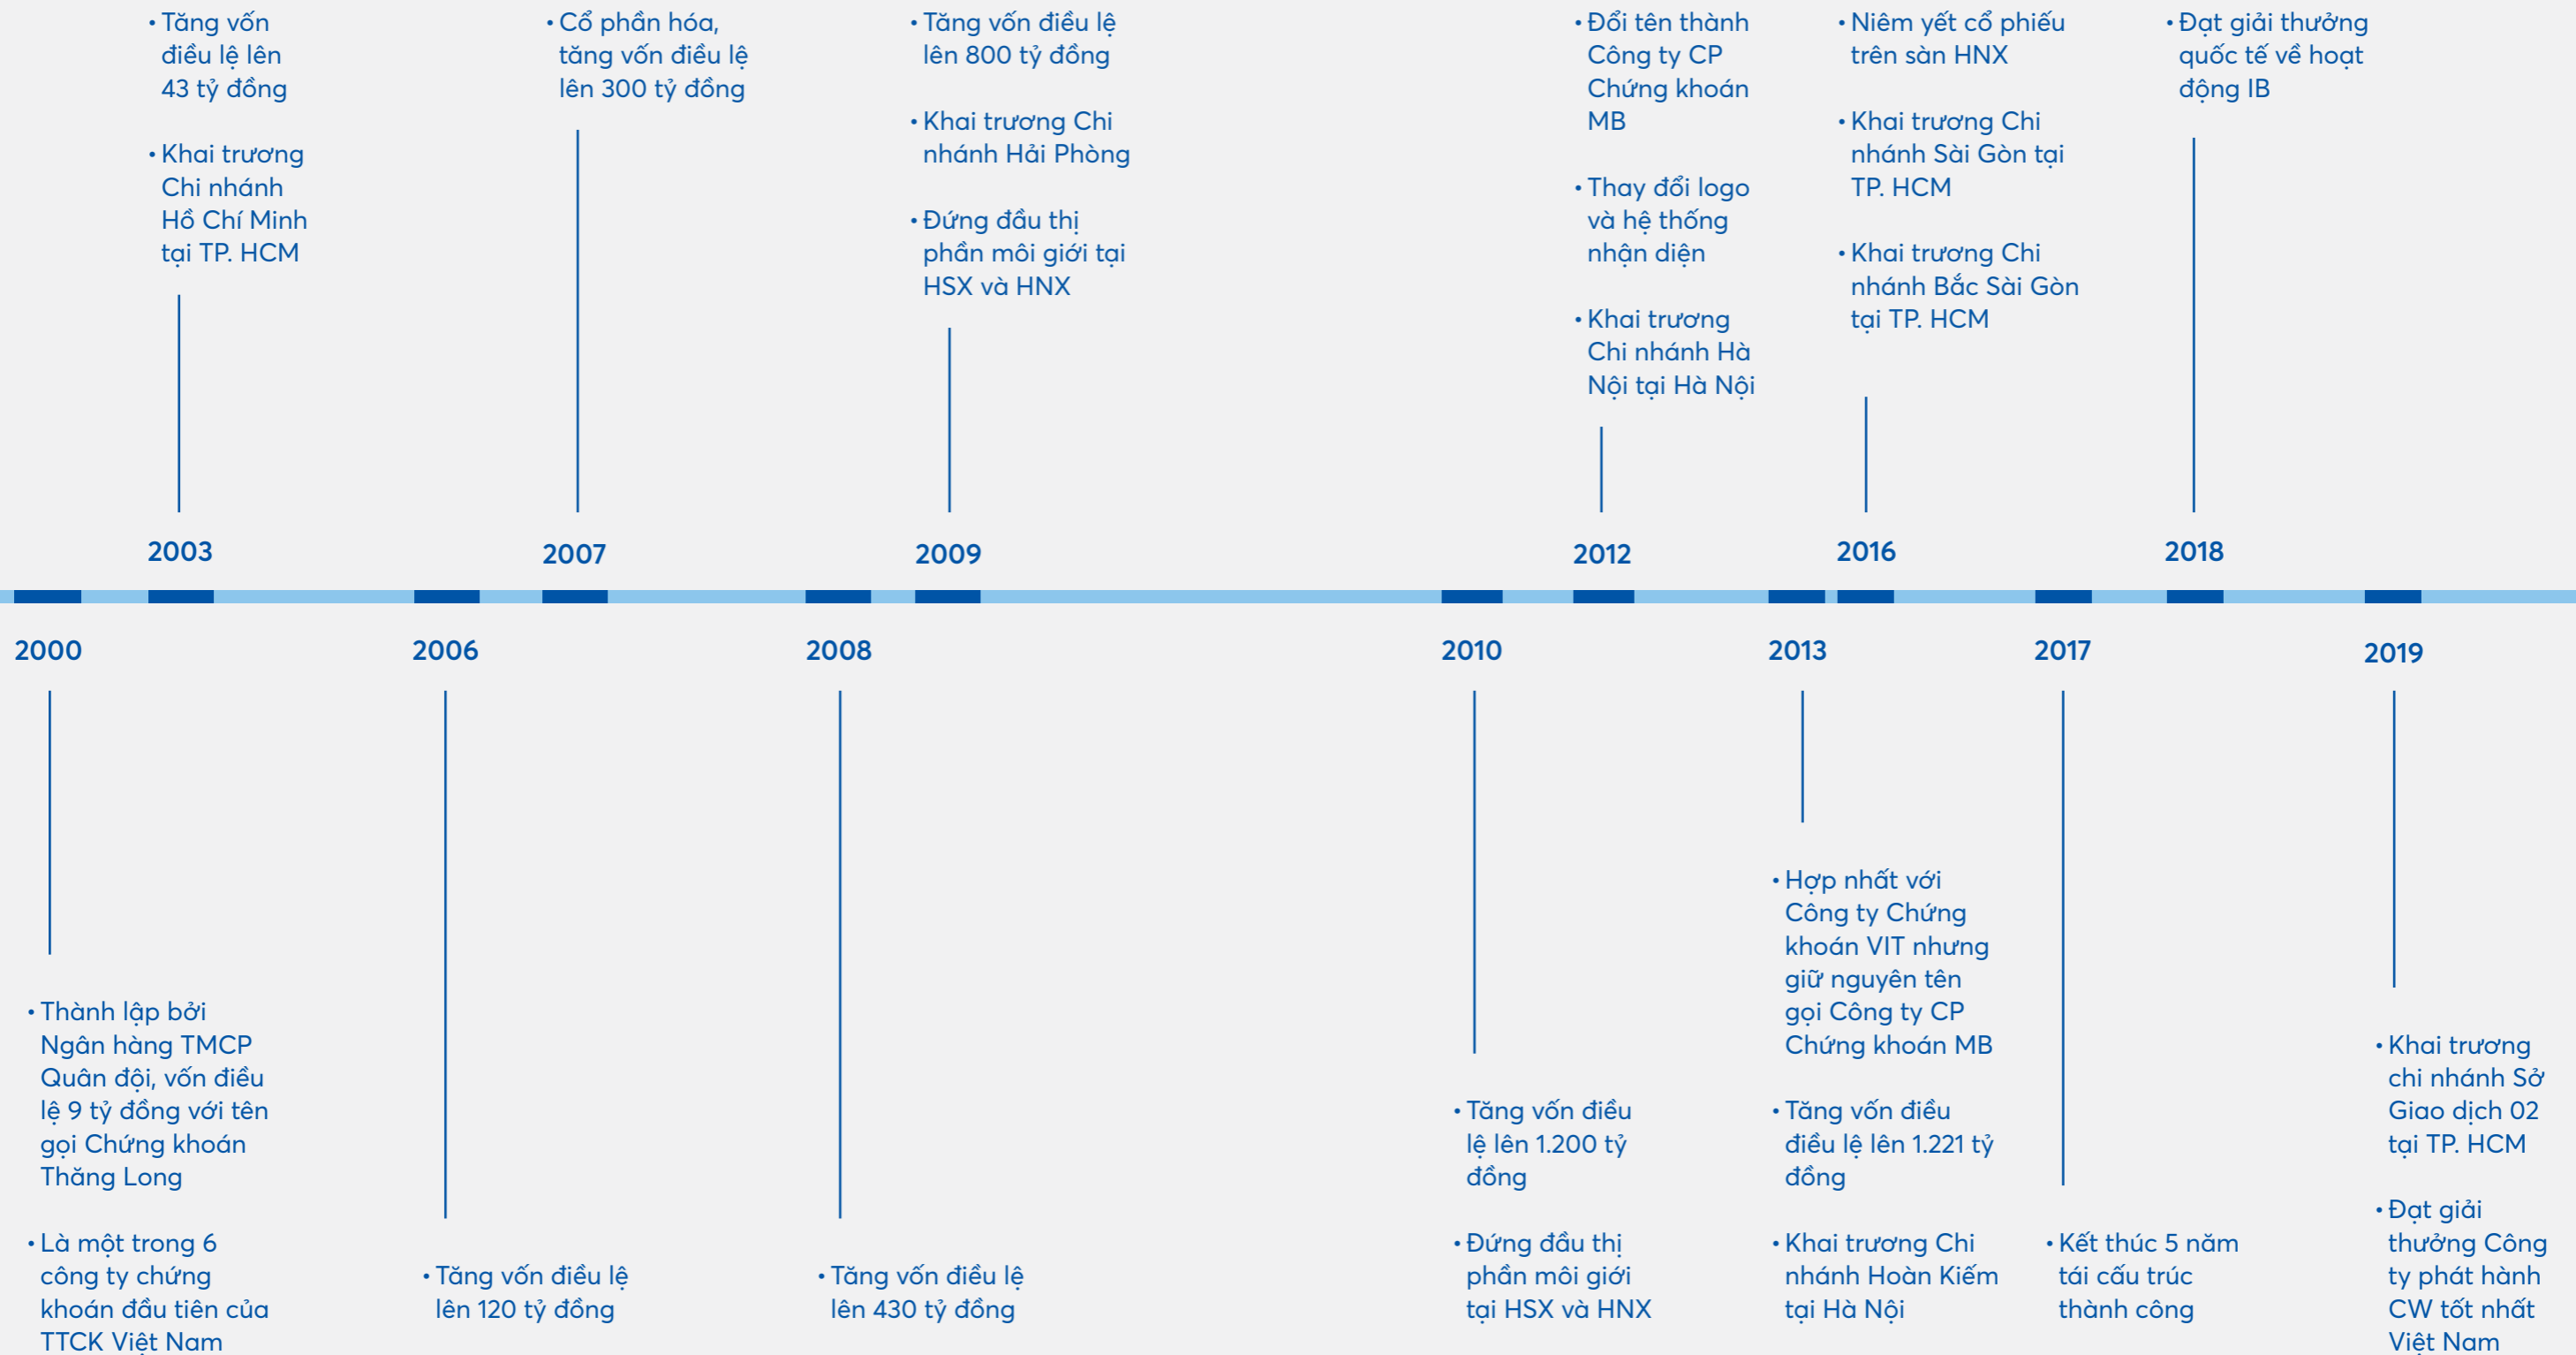 • Tăng vốn
điều lệ lên
43 tỷ đồng
• Khai trương
Chi nhánh
Hồ Chí Minh
tại TP. HCM
2003
• Cổ phần hóa,
tăng vốn điều lệ
lên 300 tỷ đồng
2007
• Tăng vốn điều lệ
lên 800 tỷ đồng
• Khai trương Chi
nhánh Hải Phòng
• Đứng đầu thị
phần môi giới tại
HSX và HNX
2009
• Đổi tên thành
Công ty CP
Chứng khoán
MB
• Thay đổi logo
và hệ thống
nhận diện
• Khai trương
Chi nhánh Hà
Nội tại Hà Nội
2012
• Niêm yết cổ phiếu
trên sàn HNX
• Khai trương Chi
nhánh Sài Gòn tại
TP. HCM
• Khai trương Chi
nhánh Bắc Sài Gòn
tại TP. HCM
2016
• Đạt giải thưởng
quốc tế về hoạt
động IB
2018
2000
• Thành lập bởi
Ngân hàng TMCP
Quân đội, vốn điều
lệ 9 tỷ đồng với tên
gọi Chứng khoán
Thăng Long
• Là một trong 6
công ty chứng
khoán đầu tiên của
TTCK Việt Nam
2006
• Tăng vốn điều lệ
lên 120 tỷ đồng
2008
• Tăng vốn điều lệ
lên 430 tỷ đồng
2010
• Tăng vốn điều
lệ lên 1.200 tỷ
đồng
• Đứng đầu thị
phần môi giới
tại HSX và HNX
2013
• Hợp nhất với
Công ty Chứng
khoán VIT nhưng
giữ nguyên tên
gọi Công ty CP
Chứng khoán MB
• Tăng vốn điều
điều lệ lên 1.221 tỷ
đồng
• Khai trương Chi
nhánh Hoàn Kiếm
tại Hà Nội
2017
• Kết thúc 5 năm
tái cấu trúc
thành công
2019
• Khai trương
chi nhánh Sở
Giao dịch 02
tại TP. HCM
• Đạt giải
thưởng Công
ty phát hành
CW tốt nhất
Việt Nam